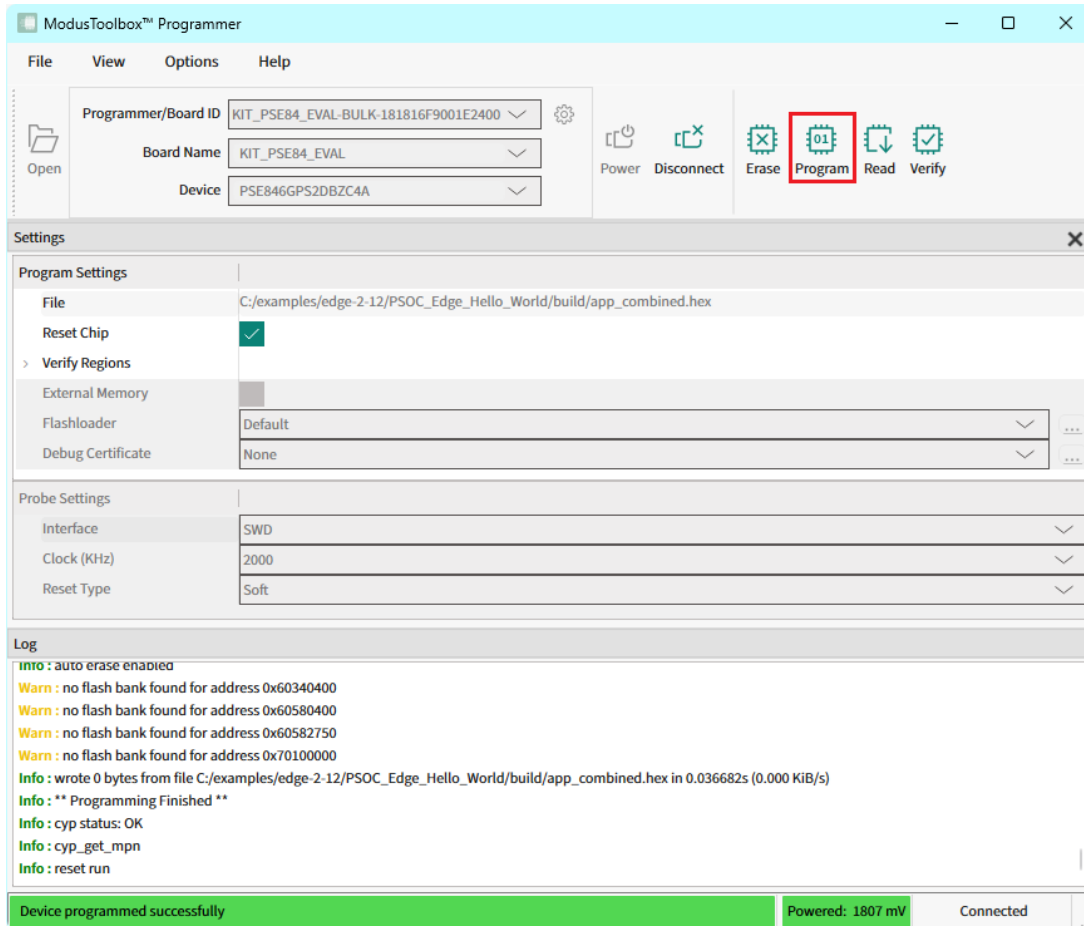 ModusToolbox™ Programmer
File View Options Help
Open
Programmer/Board ID KIT_PSE84_EVAL-BULK-181816F9001E2400
Board Name KIT_PSE84_EVAL
Device PSE846GPS2DBZC4A
Power Disconnect Erase 01 Program Read Verify
Settings
Program Settings
File C:/examples/edge-2-12/PSOC_Edge_Hello_World/build/app_combined.hex
Reset Chip
Verify Regions
External Memory
Flashloader Default ...
Debug Certificate None ...
Probe Settings
Interface SWD
Clock (KHz) 2000
Reset Type Soft
Log
Info : auto erase enabled
Warn : no flash bank found for address 0x60340400
Warn : no flash bank found for address 0x60580400
Warn : no flash bank found for address 0x60582750
Warn : no flash bank found for address 0x70100000
Info : wrote 0 bytes from file C:/examples/edge-2-12/PSOC_Edge_Hello_World/build/app_combined.hex in 0.036682s (0.000 KiB/s)
Info : ** Programming Finished **
Info : cyp status: OK
Info : cyp_get_mpn
Info : reset run
Device programmed successfully Powered: 1807 mV Connected